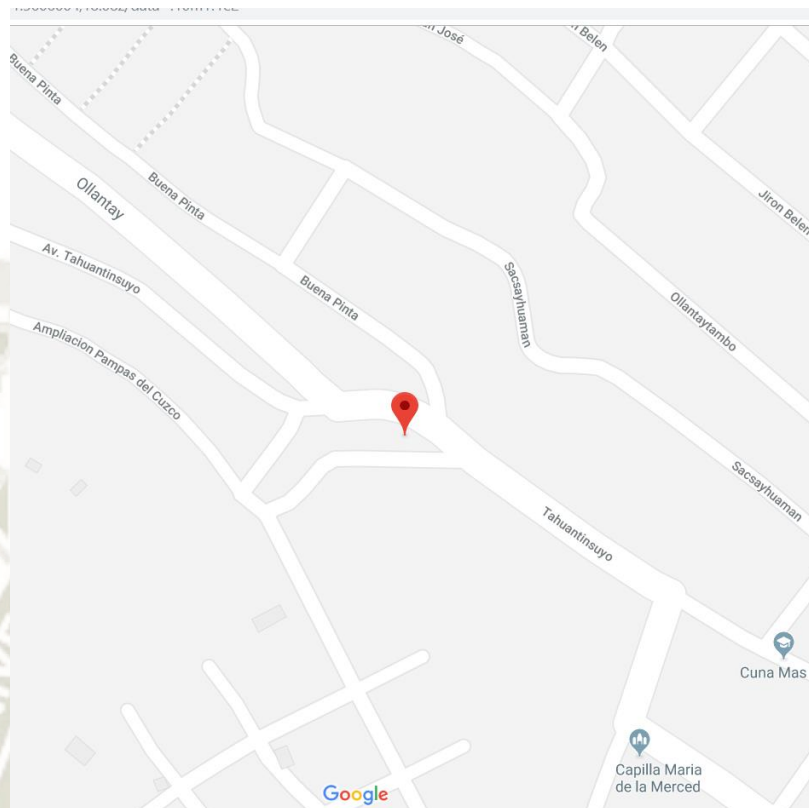 José
Belen
Buena Pinta
Ollantay
Buena Pinta
Jiron Belen
Av. Tahuantinsuyo
Sacsayhuaman
Buena Pinta
Ollantaytambo
Ampliacion Pampas del Cuzco
Sacsayhuaman
Tahuantinsuyo
Cuna Mas
Capilla Maria
de la Merced
Google